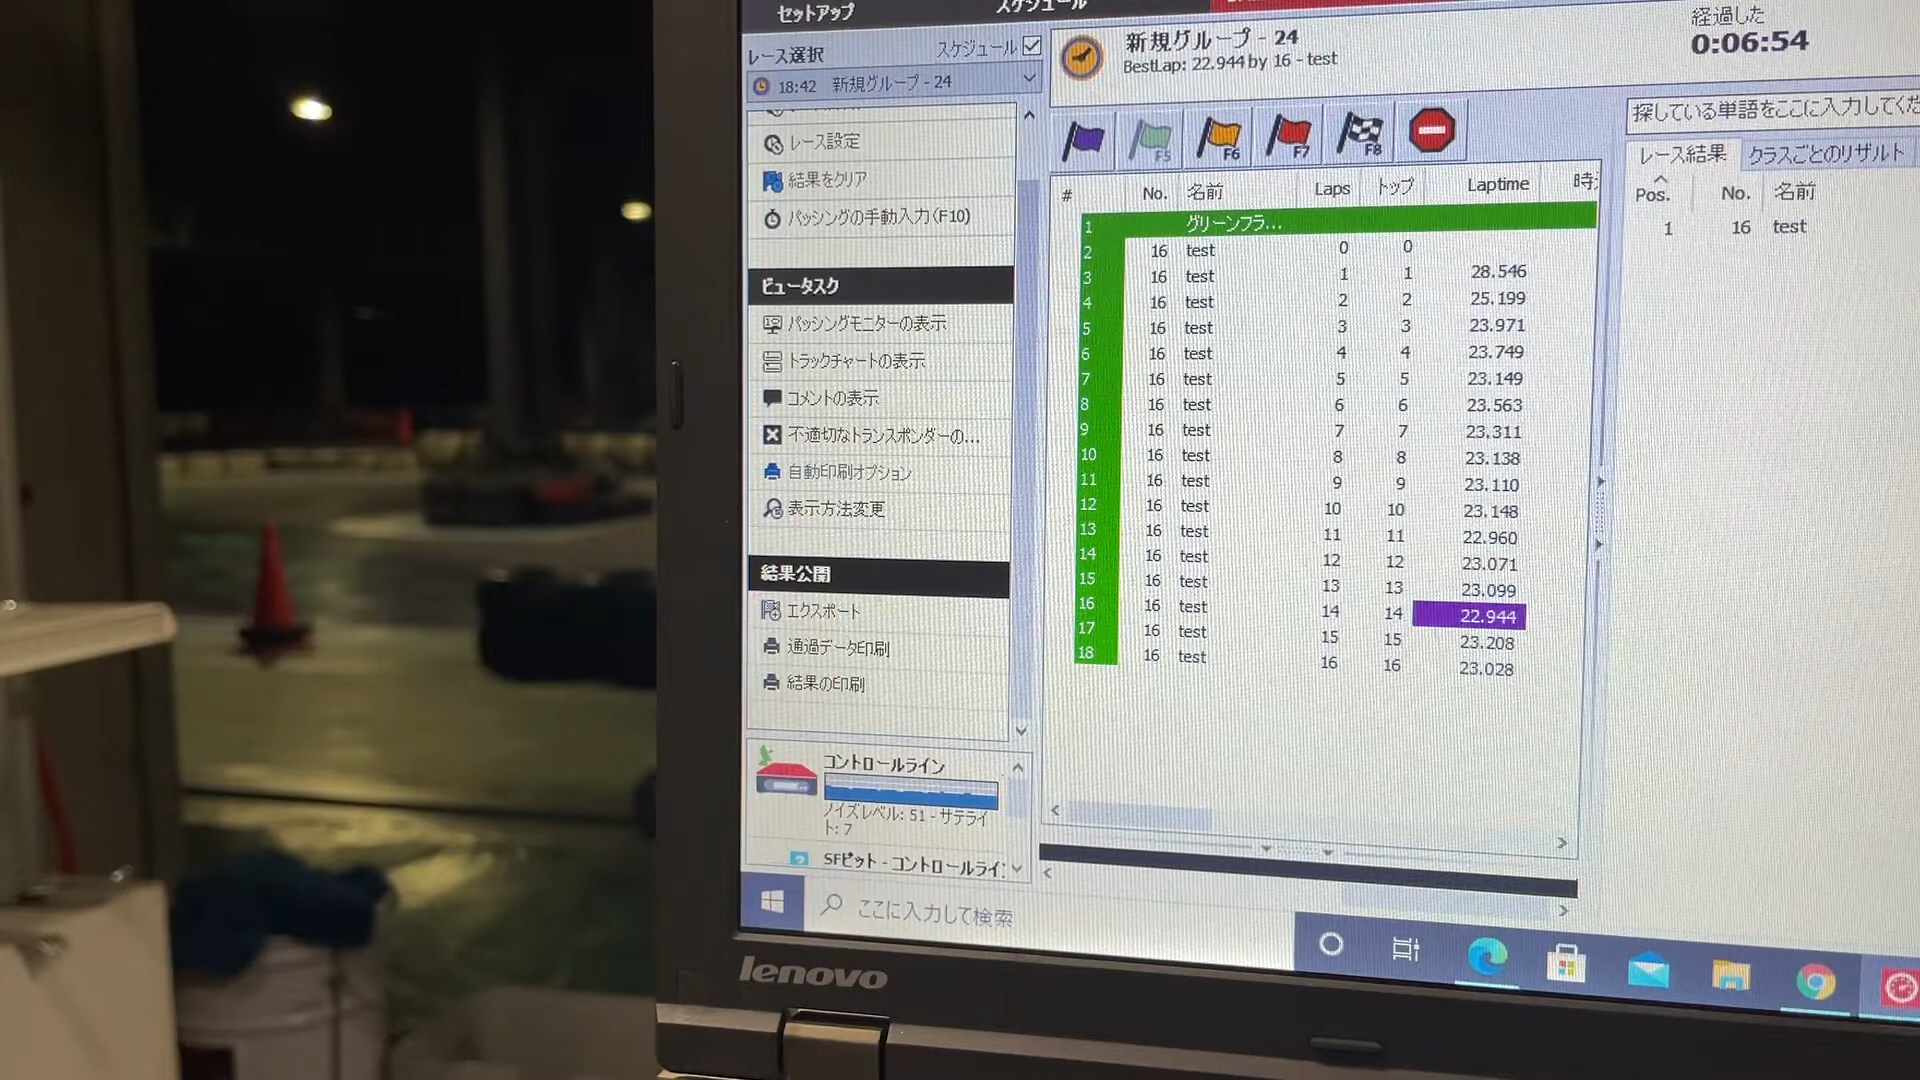 セットアップ
スケジュール
レース選択
スケジュール
18:42 新規グループ - 24
レース設定
結果をクリア
パッシングの手動入力(F10)
ビュータスク
パッシングモニターの表示
トラックチャートの表示
コメントの表示
不適切なトランスポンダーの...
自動印刷オプション
表示方法変更
結果公開
エクスポート
通過データ印刷
結果の印刷
コントロールライン
ノイズレベル: 51 - サテライ
ト: 7
SFピット - コントロールライ
ここに入力して検索
lenovo
新規グループ - 24
BestLap: 22.944 by 16 - test
経過した
0:06:54
F5 F6 F7 F8
# No. 名前 Laps トップ Laptime
1 グリーンフラ...
2 16 test 0 0
3 16 test 1 1 28.546
4 16 test 2 2 25.199
5 16 test 3 3 23.971
6 16 test 4 4 23.749
7 16 test 5 5 23.149
8 16 test 6 6 23.563
9 16 test 7 7 23.311
10 16 test 8 8 23.138
11 16 test 9 9 23.110
12 16 test 10 10 23.148
13 16 test 11 11 22.960
14 16 test 12 12 23.071
15 16 test 13 13 23.099
16 16 test 14 14 22.944
17 16 test 15 15 23.208
18 16 test 16 16 23.028
探している単語をここに入力してくだ
レース結果 クラスごとのリザルト
Pos. No. 名前
1 16 test